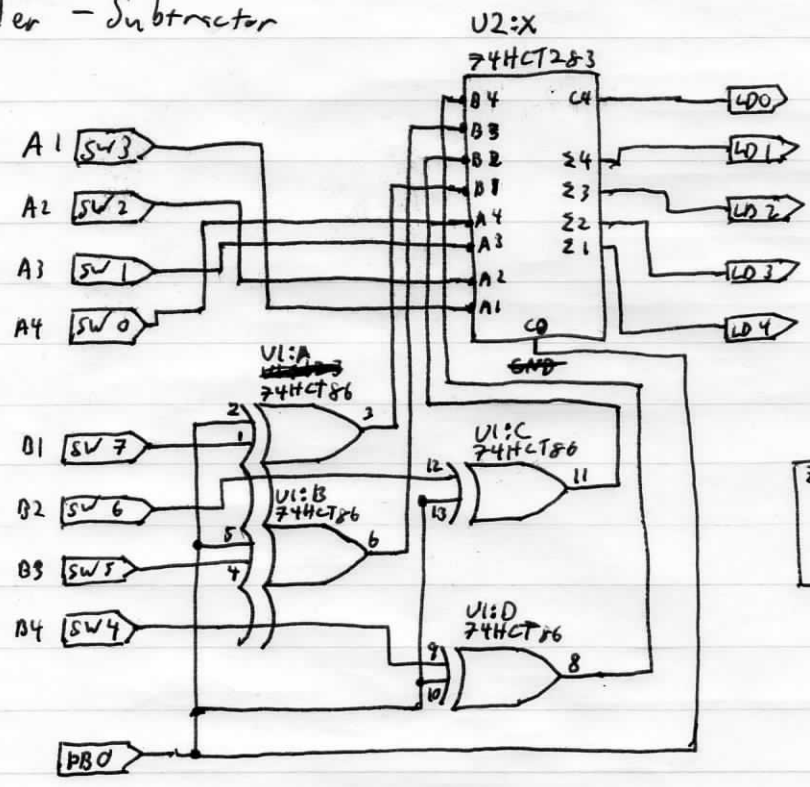 er - Subtractor
U2:X
74HCT283
B4 C4 LD0
B3
A1 SW3 B2 Σ4 LD1
B1 Σ3
A2 SW2 A4 Σ2 LD2
A3 Σ1
A3 SW1 A2 LD3
A1
A4 SW0 C0 LD4
U1:A
74HCT86
2 3
B1 SW7 1
U1:C
74HCT86
12 11
B2 SW6 13
U1:B
74HCT86
5 6
B3 SW5 4
B4 SW4
U1:D
74HCT86
9 8
10
PB0